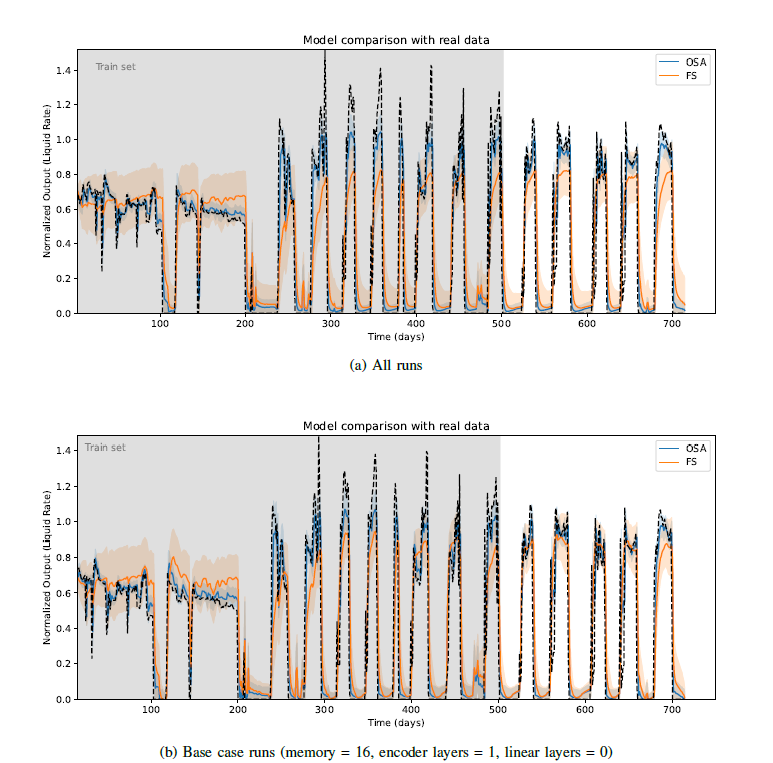 Model comparison with real data
Train set
OSA
FS
Normalized Output (Liquid Rate)
1.4
1.2
1.0
0.8
0.6
0.4
0.2
0.0
100 200 300 400 500 600 700
Time (days)
(a) All runs
Model comparison with real data
Train set
OSA
FS
Normalized Output (Liquid Rate)
1.4
1.2
1.0
0.8
0.6
0.4
0.2
0.0
100 200 300 400 500 600 700
Time (days)
(b) Base case runs (memory = 16, encoder layers = 1, linear layers = 0)